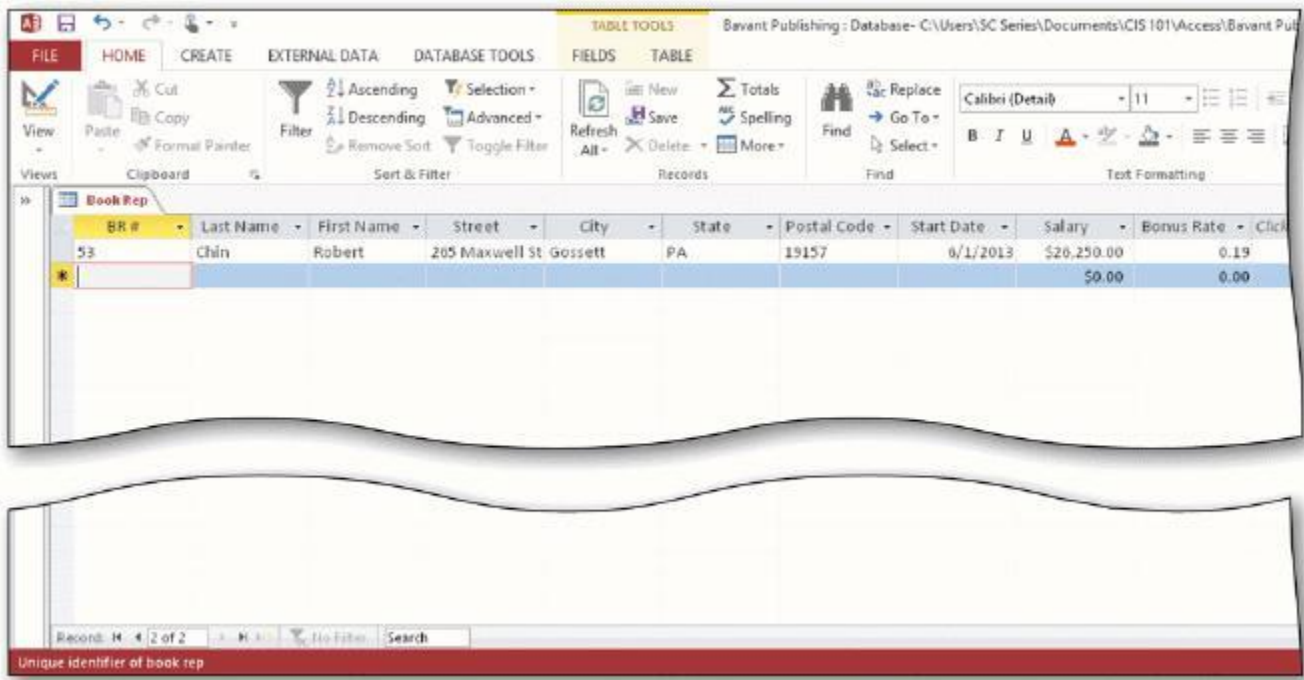 TABLE TOOLS Bavant Publishing : Database- C:\Users\SC Series\Documents\CIS 101\Access\Bavant Pub
FILE HOME CREATE EXTERNAL DATA DATABASE TOOLS FIELDS TABLE
View
Views
Paste
Cut
Copy
Format Painter
Clipboard
Filter
Ascending
Descending
Remove Sort
Selection
Advanced
Toggle Filter
Sort & Filter
Refresh
All
New
Save
Delete
Totals
Spelling
More
Records
Find
Replace
Go To
Select
Find
Calibri (Detail) 11
B I U A
Text Formatting
Book Rep
BR # Last Name First Name Street City State Postal Code Start Date Salary Bonus Rate Click
53 Chin Robert 265 Maxwell St Gossett PA 19157 6/1/2013 $26,250.00 0.19
* $0.00 0.00
Record: 2 of 2 No Filter Search
Unique identifier of book rep